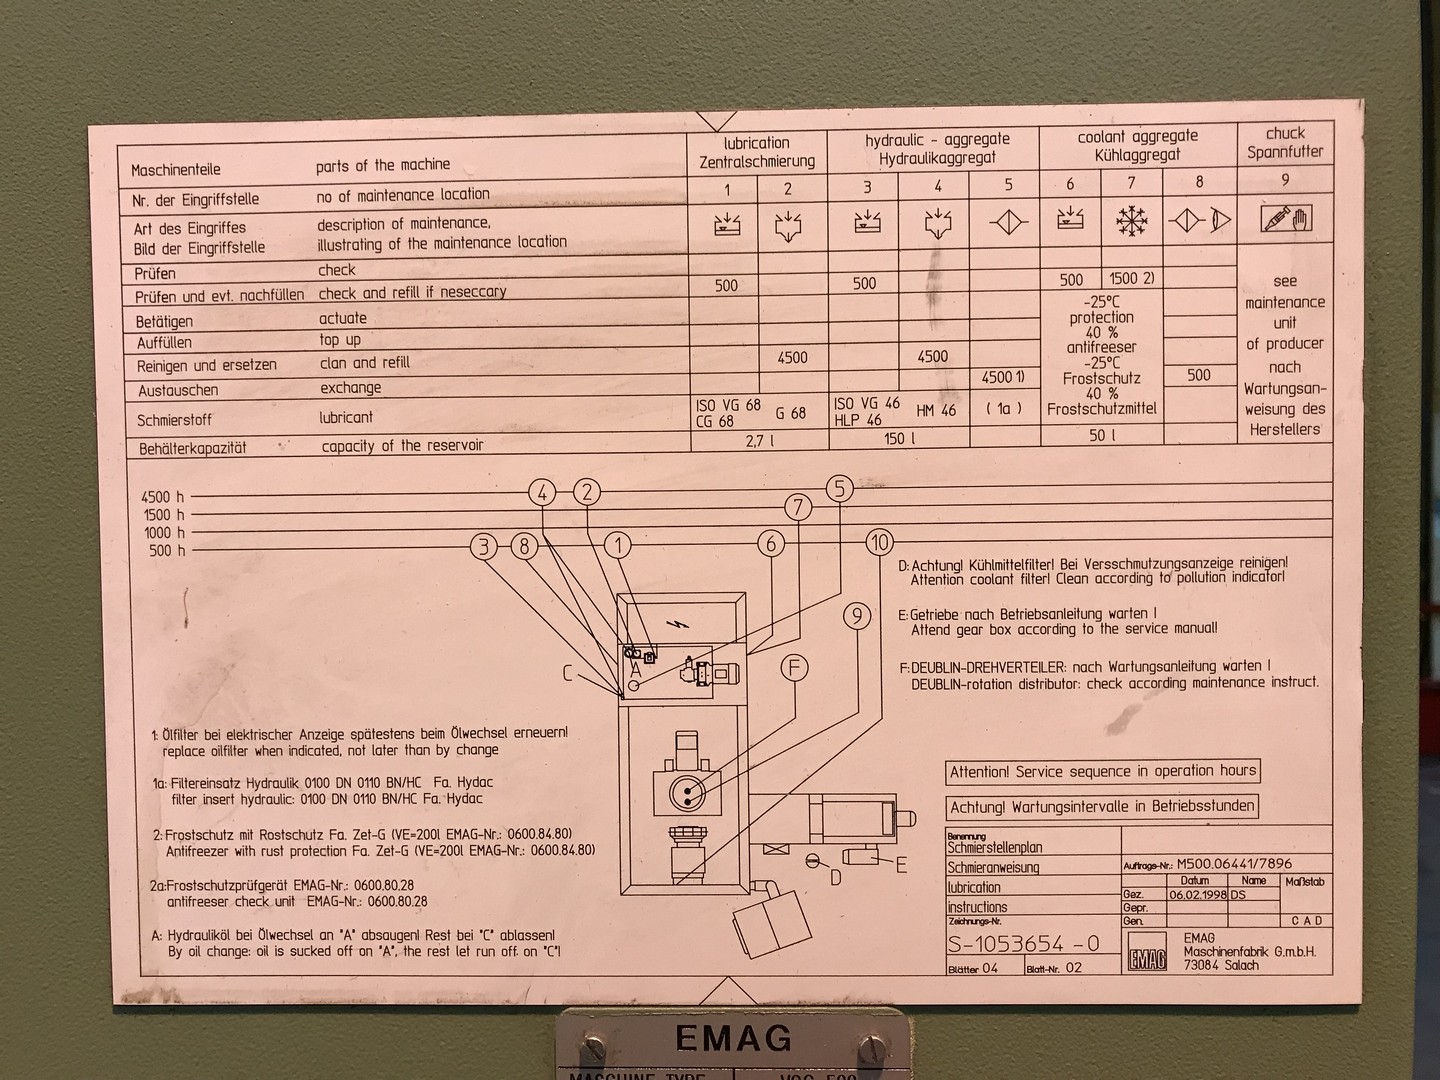 Maschinenteile parts of the machine
lubrication
Zentralschmierung
hydraulic - aggregate
Hydraulikaggregat
coolant aggregate
Kühlaggregat
chuck
Spannfutter
Nr. der Eingriffstelle no of maintenance location 1 2 3 4 5 6 7 8 9
Art des Eingriffes description of maintenance,
Bild der Eingriffstelle illustrating of the maintenance location
Prüfen check
Prüfen und evt. nachfüllen check and refill if neseccary 500 500 500 1500 2)
Betätigen actuate
Auffüllen top up
Reinigen und ersetzen clan and refill 4500 4500
Austauschen exchange 4500 1) 500
Schmierstoff lubricant
ISO VG 68
CG 68
G 68
ISO VG 46
HLP 46
HM 46
( 1a )
Behälterkapazität capacity of the reservoir 2,7 l 150 l 50 l
-25°C
protection
40 %
antifreeser
-25°C
Frostschutz
40 %
Frostschutzmittel
see
maintenance
unit
of producer
nach
Wartungsan-
weisung des
Herstellers
4500 h
1500 h
1000 h
500 h
4 2 5
7
3 8 1 6 10
9
F
C
A
D
E
D: Achtung! Kühlmittelfilter! Bei Versschmutzungsanzeige reinigen!
Attention coolant filter! Clean according to pollution indicator!
E: Getriebe nach Betriebsanleitung warten !
Attend gear box according to the service manual!
F: DEUBLIN-DREHVERTEILER: nach Wartungsanleitung warten !
DEUBLIN-rotation distributor: check according maintenance instruct.
1: Ölfilter bei elektrischer Anzeige spätestens beim Ölwechsel erneuern!
replace oilfilter when indicated, not later than by change
1a: Filtereinsatz Hydraulik 0100 DN 0110 BN/HC Fa. Hydac
filter insert hydraulic: 0100 DN 0110 BN/HC Fa. Hydac
2: Frostschutz mit Rostschutz Fa. Zet-G (VE=200l EMAG-Nr.: 0600.84.80)
Antifreezer with rust protection Fa. Zet-G (VE=200l EMAG-Nr.: 0600.84.80)
2a: Frostschutzprüfgerät EMAG-Nr.: 0600.80.28
antifreeser check unit EMAG-Nr.: 0600.80.28
A: Hydrauliköl bei Ölwechsel an "A" absaugen! Rest bei "C" ablassen!
By oil change: oil is sucked off on "A", the rest let run off on "C"!
Attention! Service sequence in operation hours
Achtung! Wartungsintervalle in Betriebsstunden
Benennung
Schmierstellenplan
Schmieranweisung
lubrication
instructions
Zeichnungs-Nr.
S-1053654 -0
Blätter 04 Blatt-Nr. 02
Auftrags-Nr.: M500.06441/7896
Datum Name Maßstab
Gez. 06.02.1998 DS
Gepr.
Gen. CAD
EMAG
EMAG
Maschinenfabrik G.m.b.H.
73084 Salach
EMAG
MASCHINE TYPE